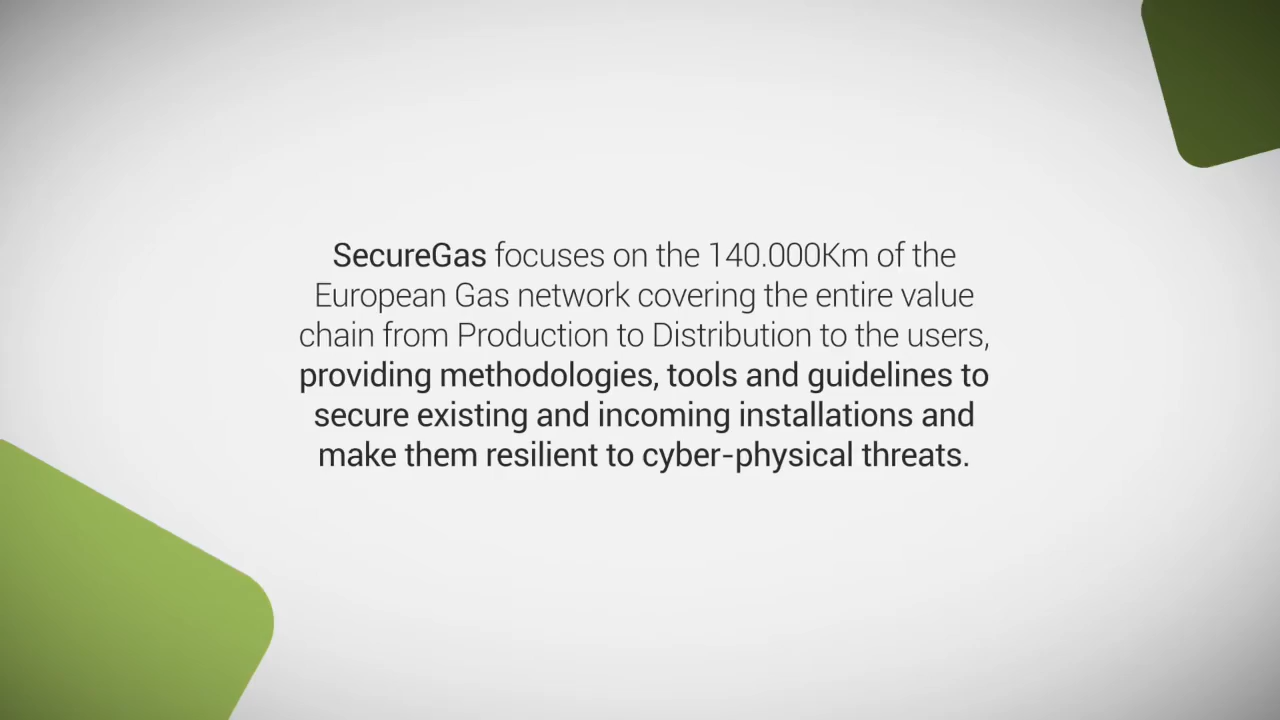 SecureGas focuses on the 140.000Km of the
European Gas network covering the entire value
chain from Production to Distribution to the users,
providing methodologies, tools and guidelines to
secure existing and incoming installations and
make them resilient to cyber-physical threats.